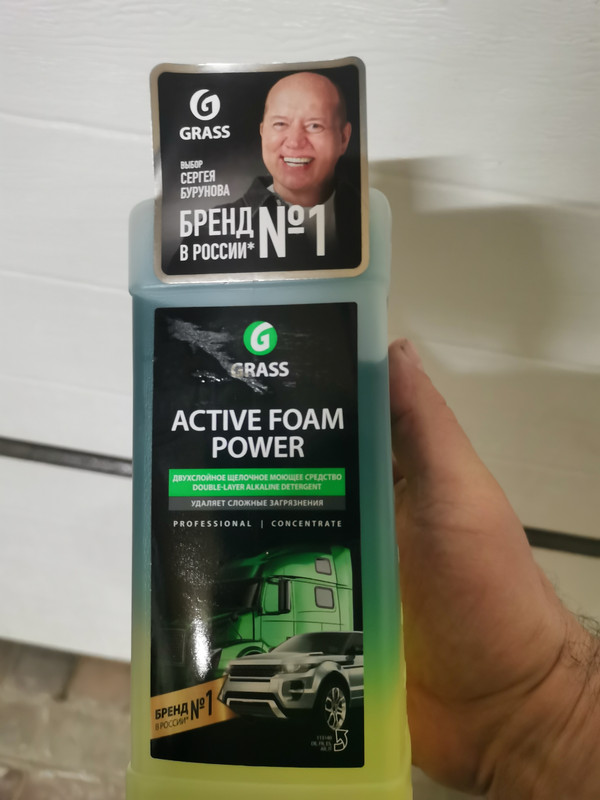 GRASS
ВЫБОР
СЕРГЕЯ
БУРУНОВА
БРЕНД
В РОССИИ*
№1
GRASS
ACTIVE FOAM
POWER
ДВУХСЛОЙНОЕ ЩЕЛОЧНОЕ МОЮЩЕЕ СРЕДСТВО
DOUBLE-LAYER ALKALINE DETERGENT
УДАЛЯЕТ СЛОЖНЫЕ ЗАГРЯЗНЕНИЯ
PROFESSIONAL | CONCENTRATE
БРЕНД
В РОССИИ*
№1